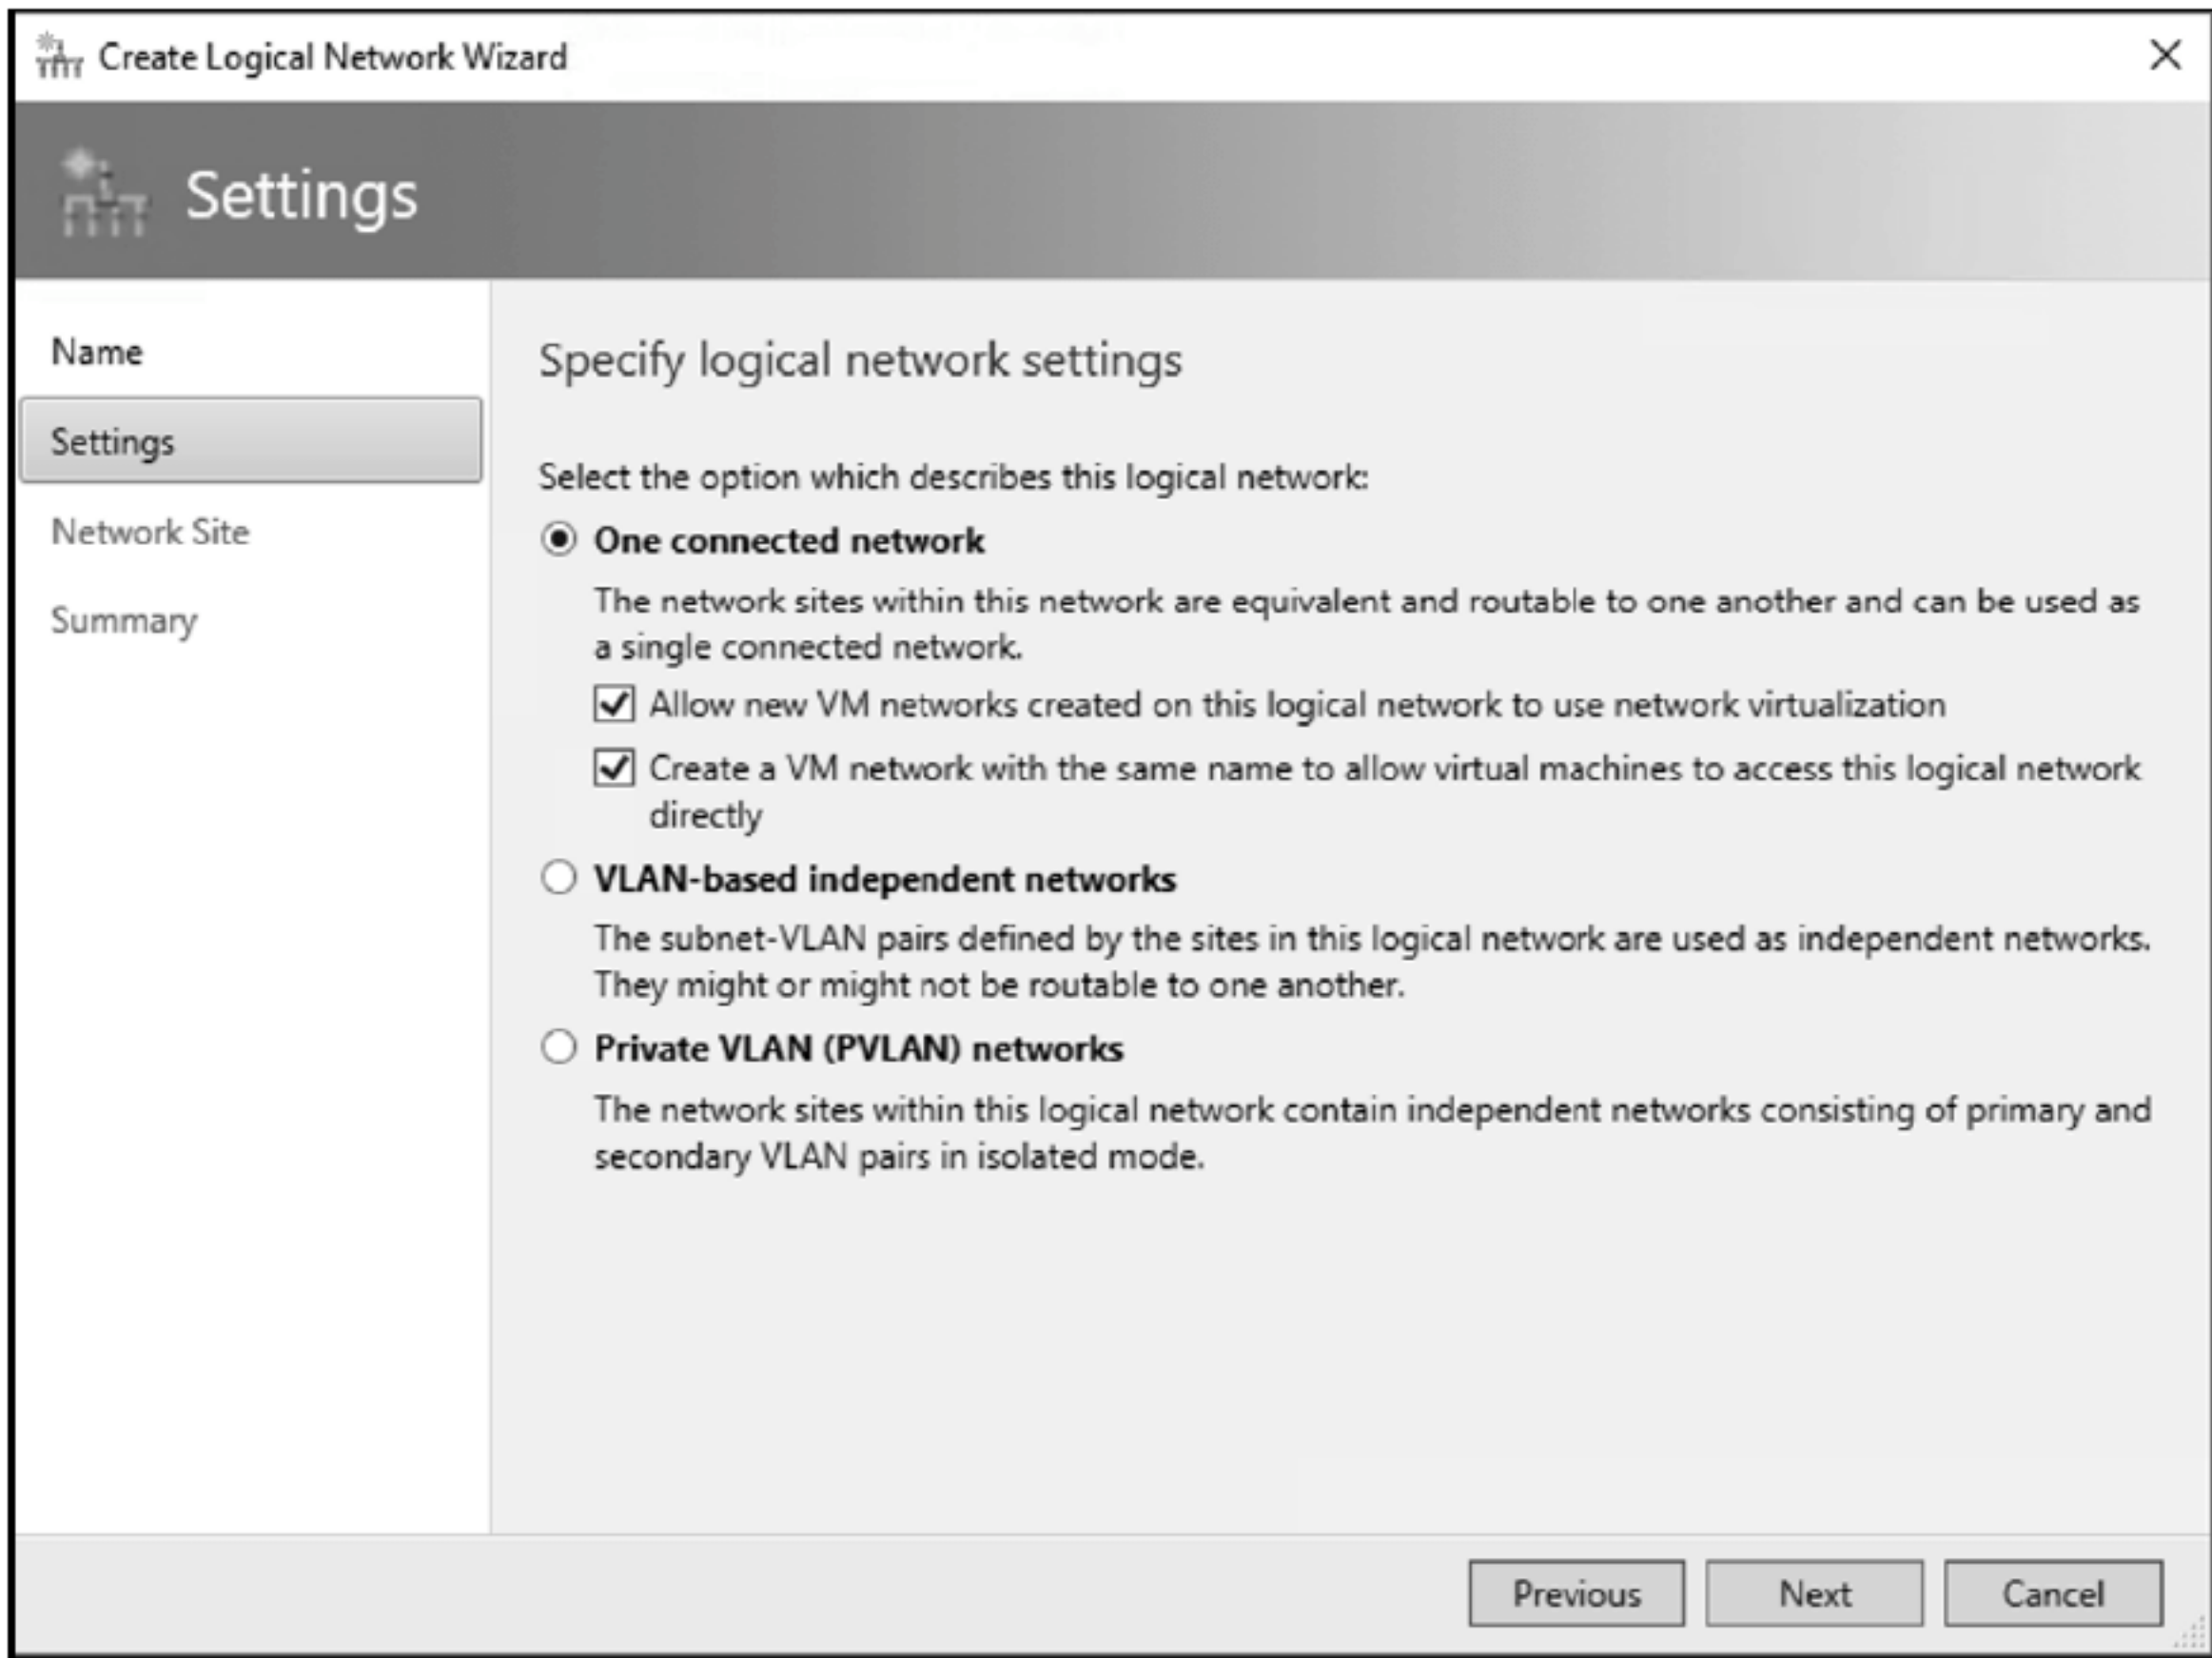 Create Logical Network Wizard
Settings
Name
Settings
Network Site
Summary
Specify logical network settings
Select the option which describes this logical network:
One connected network
The network sites within this network are equivalent and routable to one another and can be used as
a single connected network.
Allow new VM networks created on this logical network to use network virtualization
Create a VM network with the same name to allow virtual machines to access this logical network
directly
VLAN-based independent networks
The subnet-VLAN pairs defined by the sites in this logical network are used as independent networks.
They might or might not be routable to one another.
Private VLAN (PVLAN) networks
The network sites within this logical network contain independent networks consisting of primary and
secondary VLAN pairs in isolated mode.
Previous
Next
Cancel